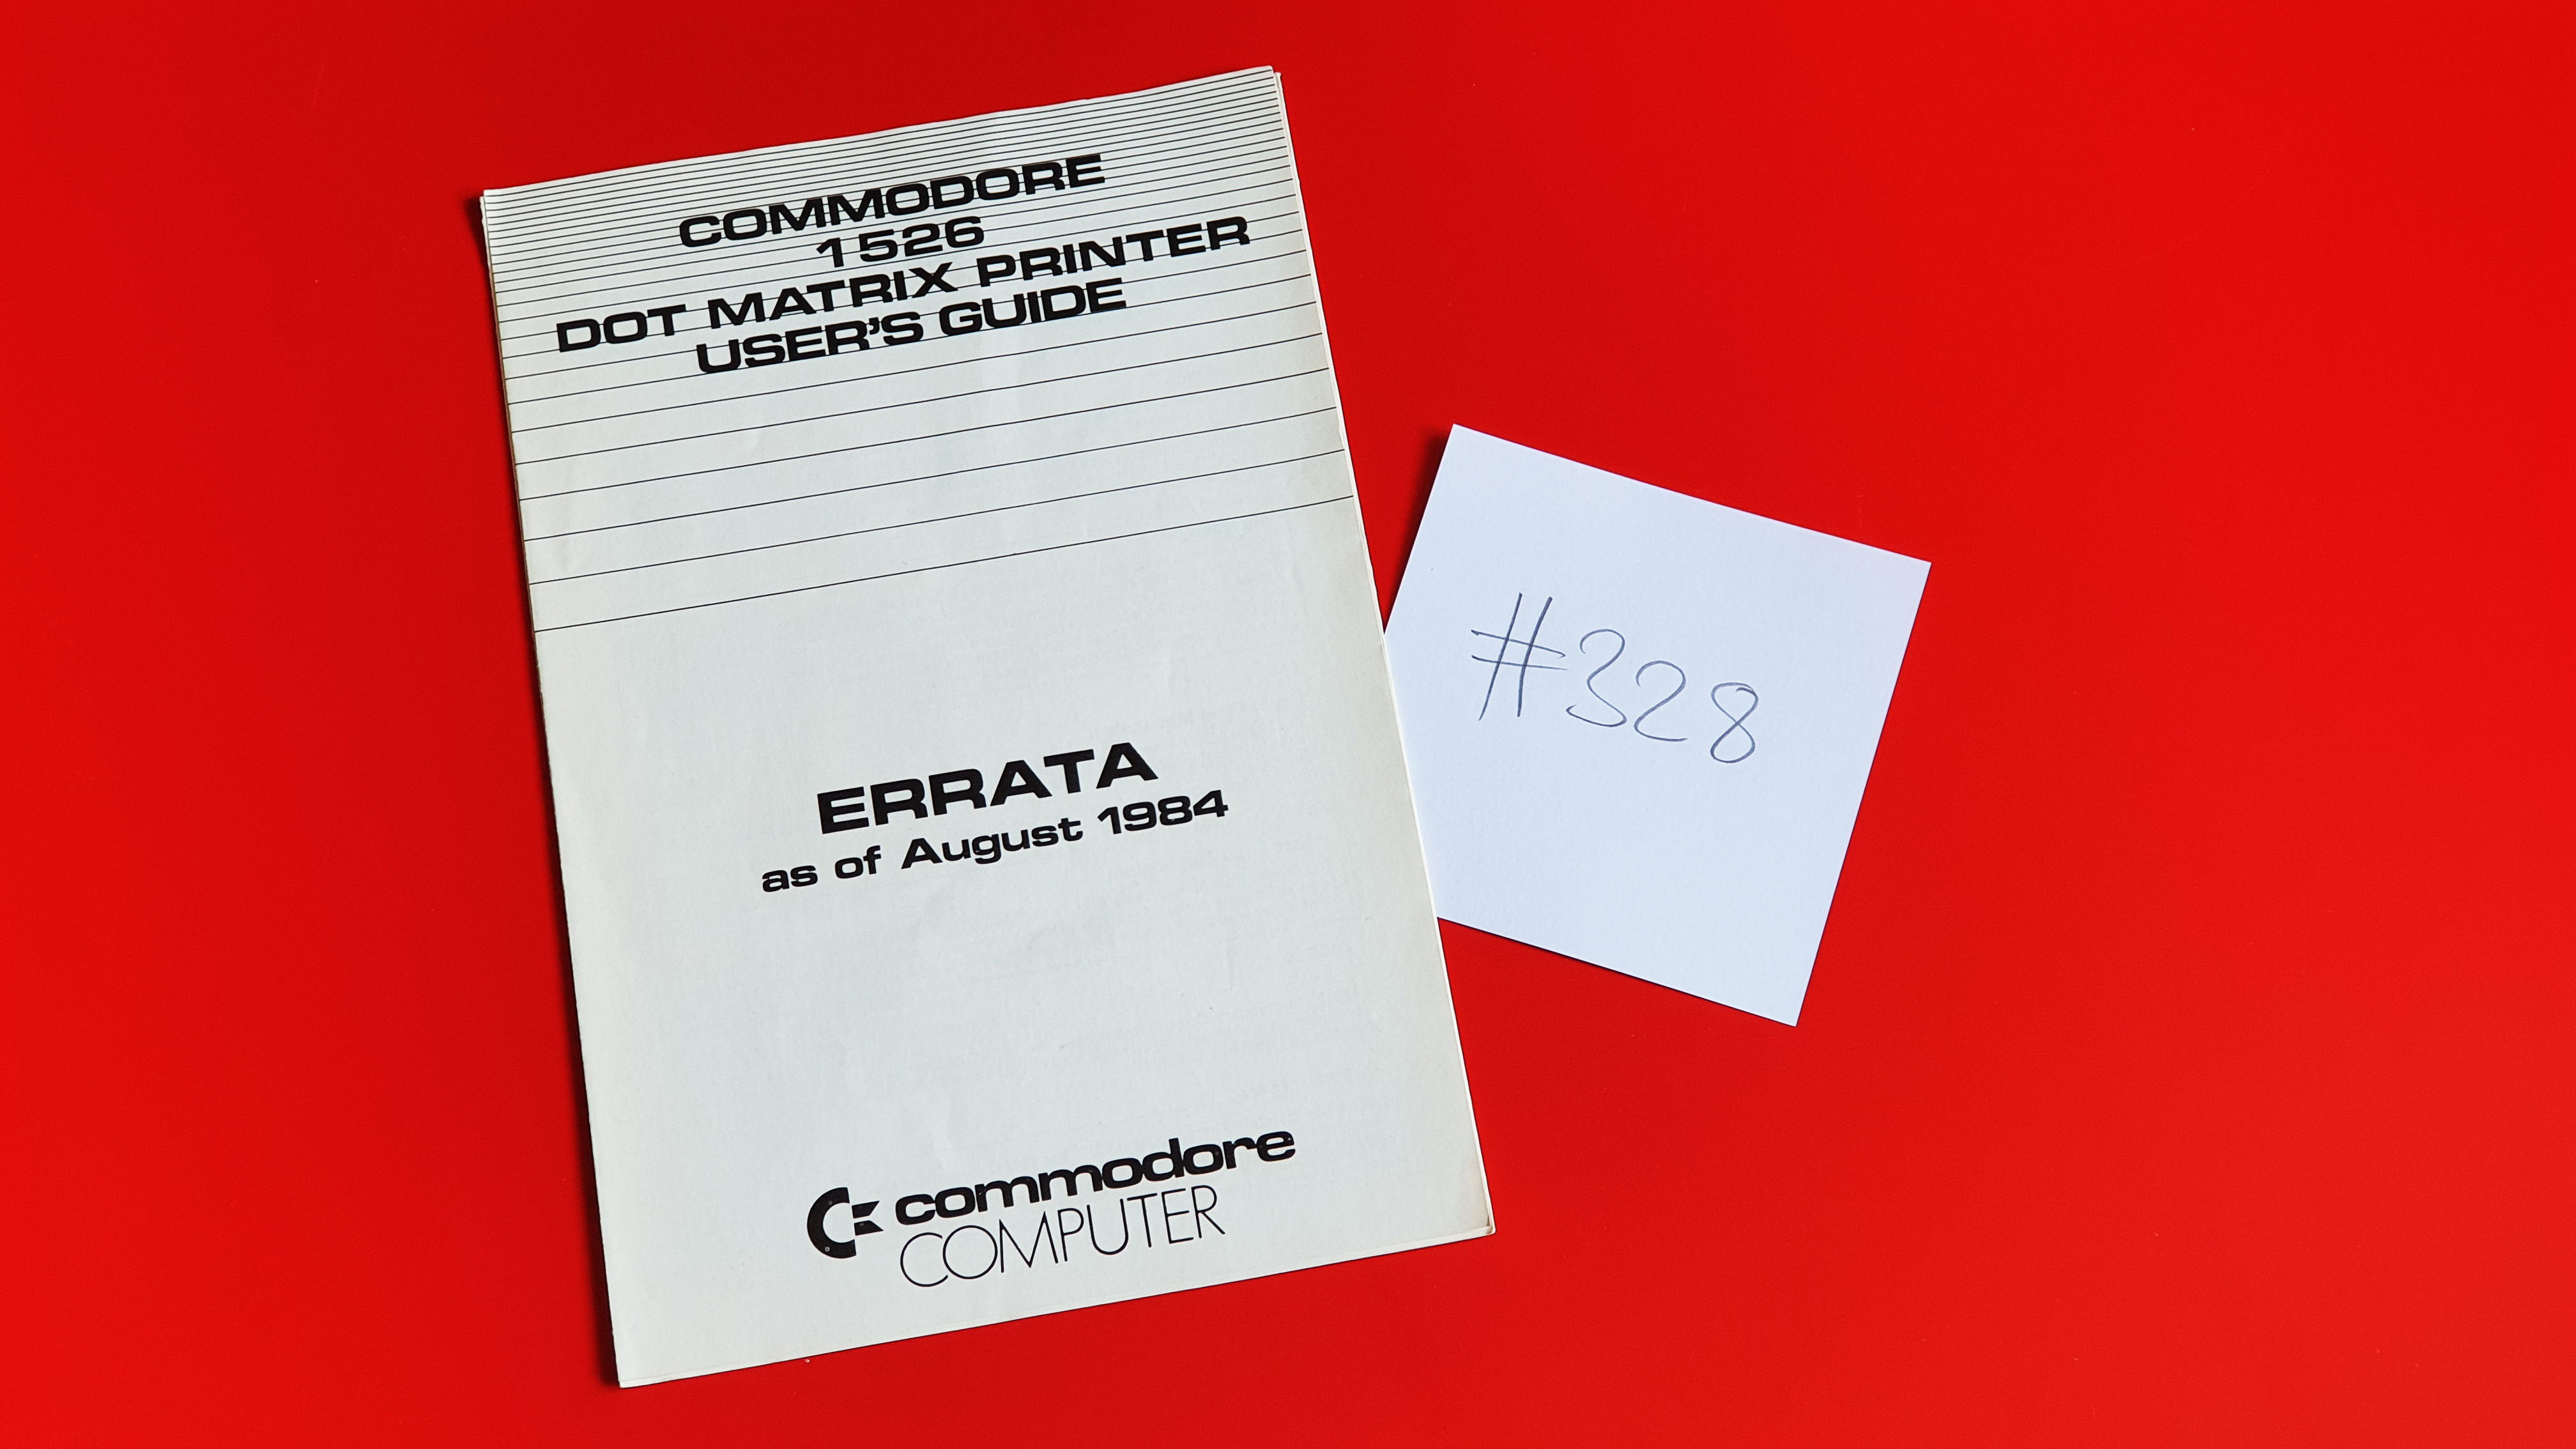 COMMODORE
1526
DOT MATRIX PRINTER
USER'S GUIDE
ERRATA
as of August 1984
commodore
COMPUTER
#328